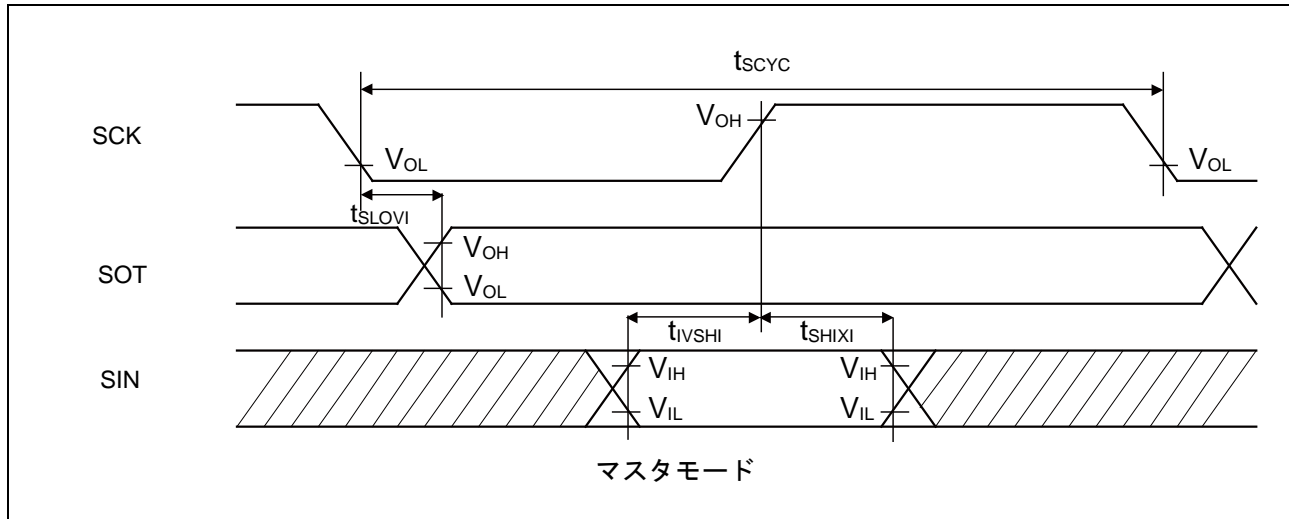 tSCYC
SCK
VOH
VOL
VOL
tSLOVI
SOT
VOH
VOL
tIVSHI
tSHIXI
SIN
VIH
VIH
VIL
VIL
マスタモード